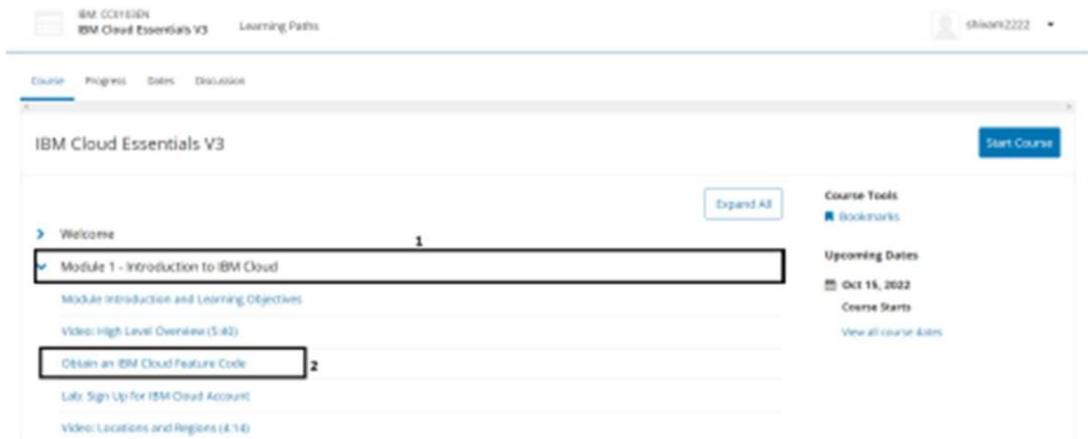 IBM: CC0103EN
IBM Cloud Essentials V3
Learning Paths
shivani2222
Course Progress Dates Discussion
IBM Cloud Essentials V3
Start Course
Expand All
Welcome
1
Module 1 - Introduction to IBM Cloud
Module Introduction and Learning Objectives
Video: High Level Overview (5:40)
Obtain an IBM Cloud Feature Code
2
Lab: Sign Up for IBM Cloud Account
Video: Locations and Regions (4:14)
Course Tools
Bookmarks
Upcoming Dates
Oct 15, 2022
Course Starts
View all course dates